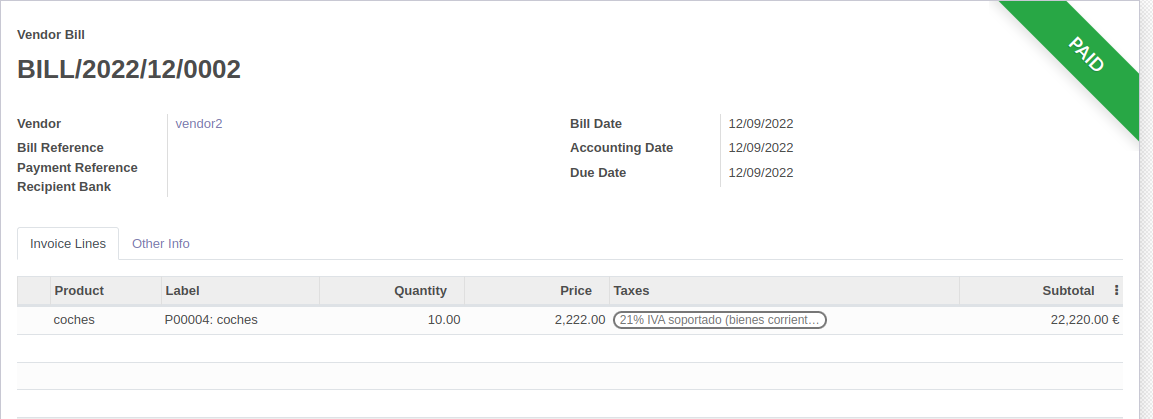 Vendor Bill
PAID
BILL/2022/12/0002
Vendor vendor2 Bill Date 12/09/2022
Bill Reference Accounting Date 12/09/2022
Payment Reference Due Date 12/09/2022
Recipient Bank
Invoice Lines Other Info
Product Label Quantity Price Taxes Subtotal
coches P00004: coches 10.00 2,222.00 21% IVA soportado (bienes corrient… 22,220.00 €